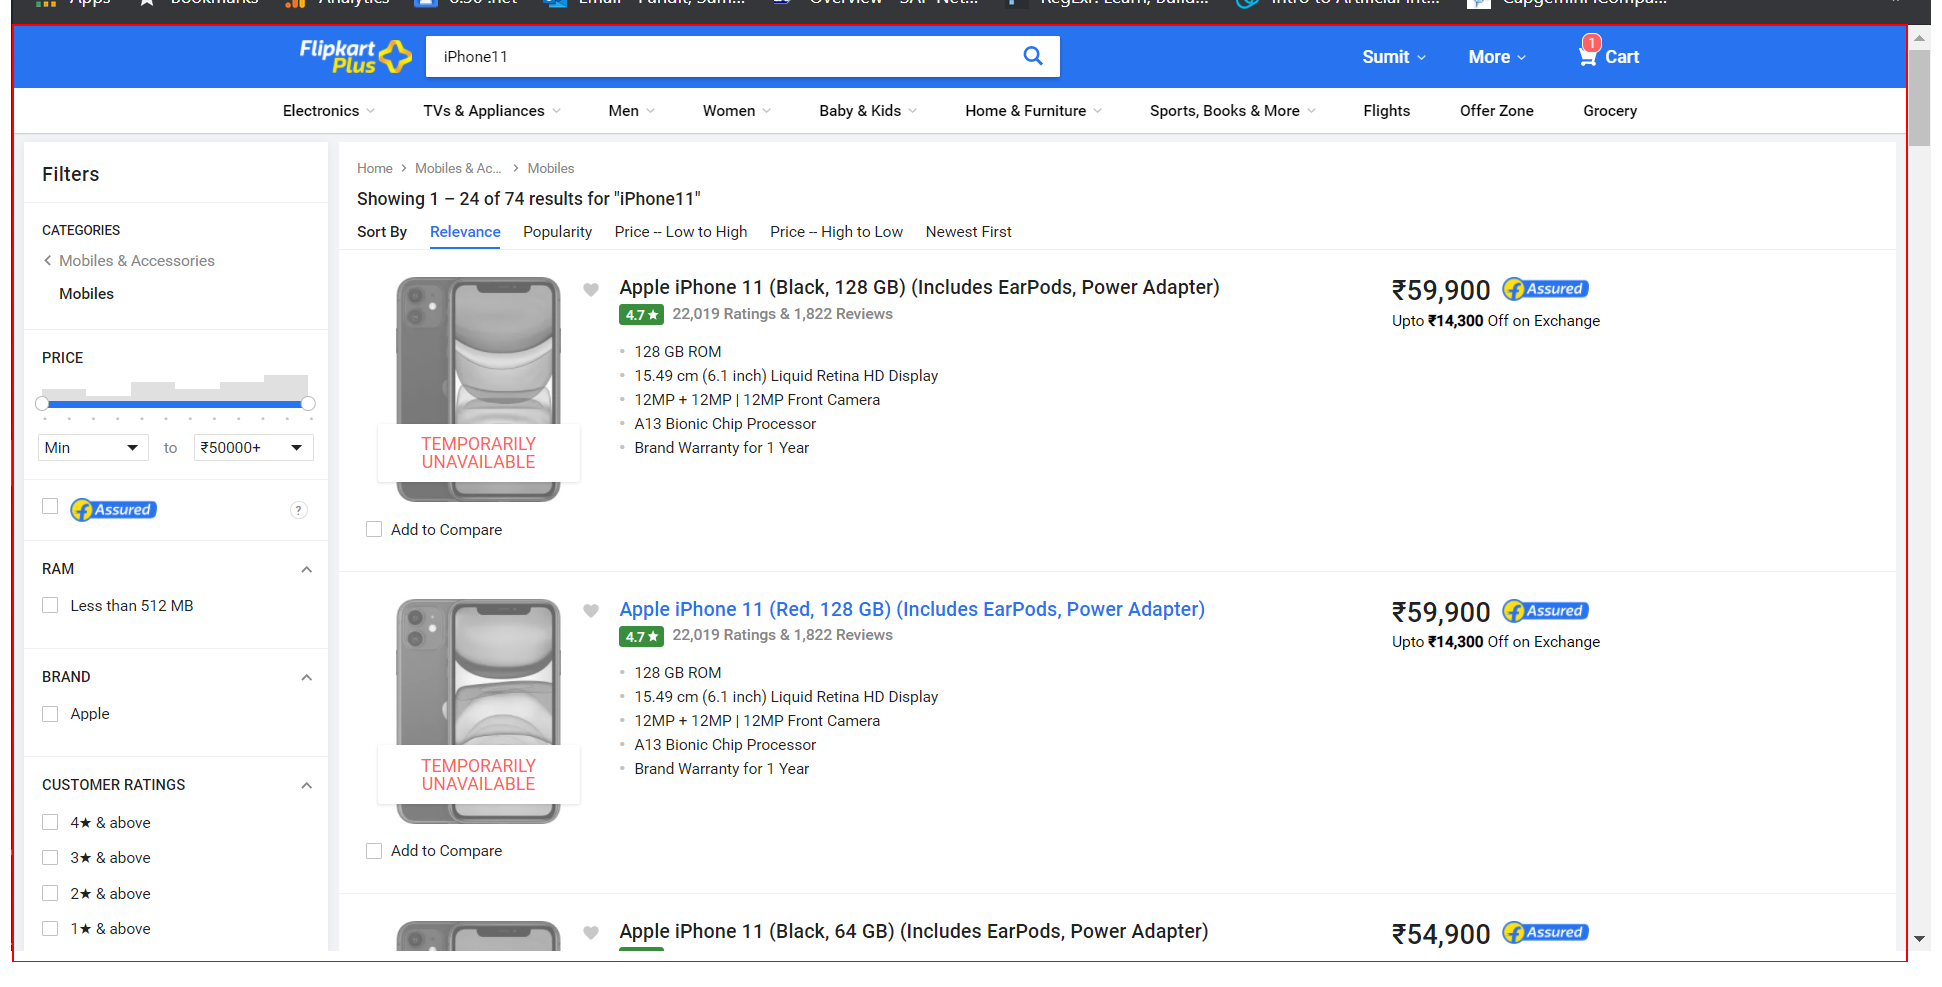 Apps Bookmarks Analytics 6.50 .net Email - Pandit, Sum... Overview - SAP Net... RegExr: Learn, Build... Intro to Artificial Int... Capgemini iCompa...
Flipkart
Plus
iPhone11
Sumit More 1 Cart
Electronics TVs & Appliances Men Women Baby & Kids Home & Furniture Sports, Books & More Flights Offer Zone Grocery
Filters
CATEGORIES
Mobiles & Accessories
Mobiles
PRICE
Min to ₹50000+
Assured ?
RAM
Less than 512 MB
BRAND
Apple
CUSTOMER RATINGS
4★ & above
3★ & above
2★ & above
1★ & above
Home > Mobiles & Ac... > Mobiles
Showing 1 – 24 of 74 results for "iPhone11"
Sort By Relevance Popularity Price -- Low to High Price -- High to Low Newest First
TEMPORARILY
UNAVAILABLE
Add to Compare
Apple iPhone 11 (Black, 128 GB) (Includes EarPods, Power Adapter)
4.7★ 22,019 Ratings & 1,822 Reviews
128 GB ROM
15.49 cm (6.1 inch) Liquid Retina HD Display
12MP + 12MP | 12MP Front Camera
A13 Bionic Chip Processor
Brand Warranty for 1 Year
₹59,900 Assured
Upto ₹14,300 Off on Exchange
TEMPORARILY
UNAVAILABLE
Add to Compare
Apple iPhone 11 (Red, 128 GB) (Includes EarPods, Power Adapter)
4.7★ 22,019 Ratings & 1,822 Reviews
128 GB ROM
15.49 cm (6.1 inch) Liquid Retina HD Display
12MP + 12MP | 12MP Front Camera
A13 Bionic Chip Processor
Brand Warranty for 1 Year
₹59,900 Assured
Upto ₹14,300 Off on Exchange
Apple iPhone 11 (Black, 64 GB) (Includes EarPods, Power Adapter)
₹54,900 Assured